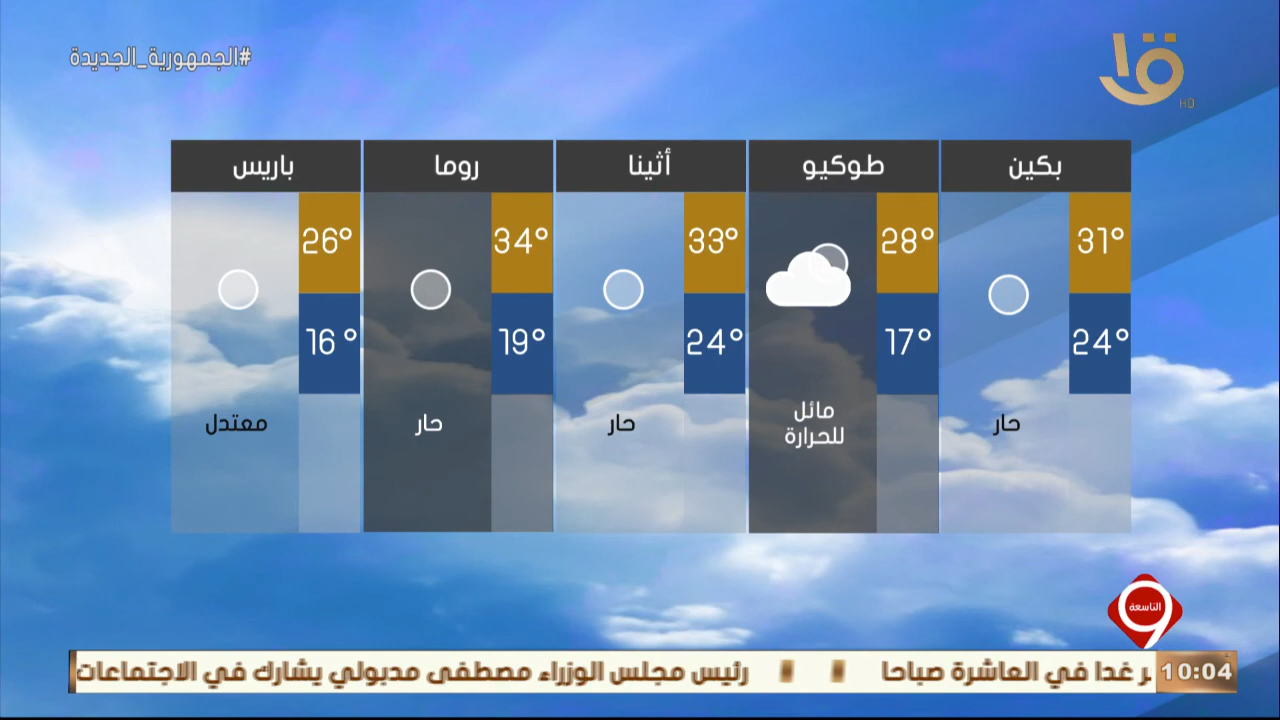 #الجمهورية_الجديدة
HD
بكين
31°
24°
حار
طوكيو
28°
17°
مائل
للحرارة
أثينا
33°
24°
حار
روما
34°
19°
حار
باريس
26°
16°
معتدل
التاسعة
9
10:04
ر غدا في العاشرة صباحا
رئيس مجلس الوزراء مصطفى مدبولي يشارك في الاجتماعات